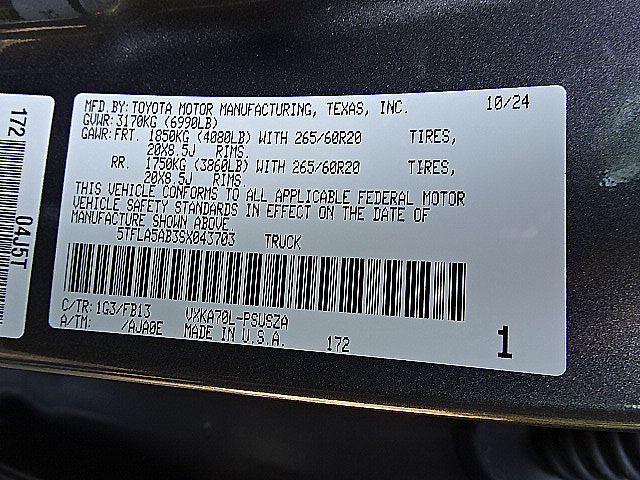 MFD.BY: TOYOTA MOTOR MANUFACTURING, TEXAS, INC. 10/24
GVWR: 3170KG (6990LB)
GAWR: FRT. 1850KG (4080LB) WITH 265/60R20 TIRES,
20X8.5J RIMS.
RR. 1750KG (3860LB) WITH 265/60R20 TIRES,
20X8.5J RIMS.
THIS VEHICLE CONFORMS TO ALL APPLICABLE FEDERAL MOTOR
VEHICLE SAFETY STANDARDS IN EFFECT ON THE DATE OF
MANUFACTURE SHOWN ABOVE.
5TFLA5AB3SX043703 TRUCK
C/TR: 1G3/FB13 VXKA70L-PSUSZA
A/TM: /AJA0E MADE IN U.S.A. 172
1
172
04J5T